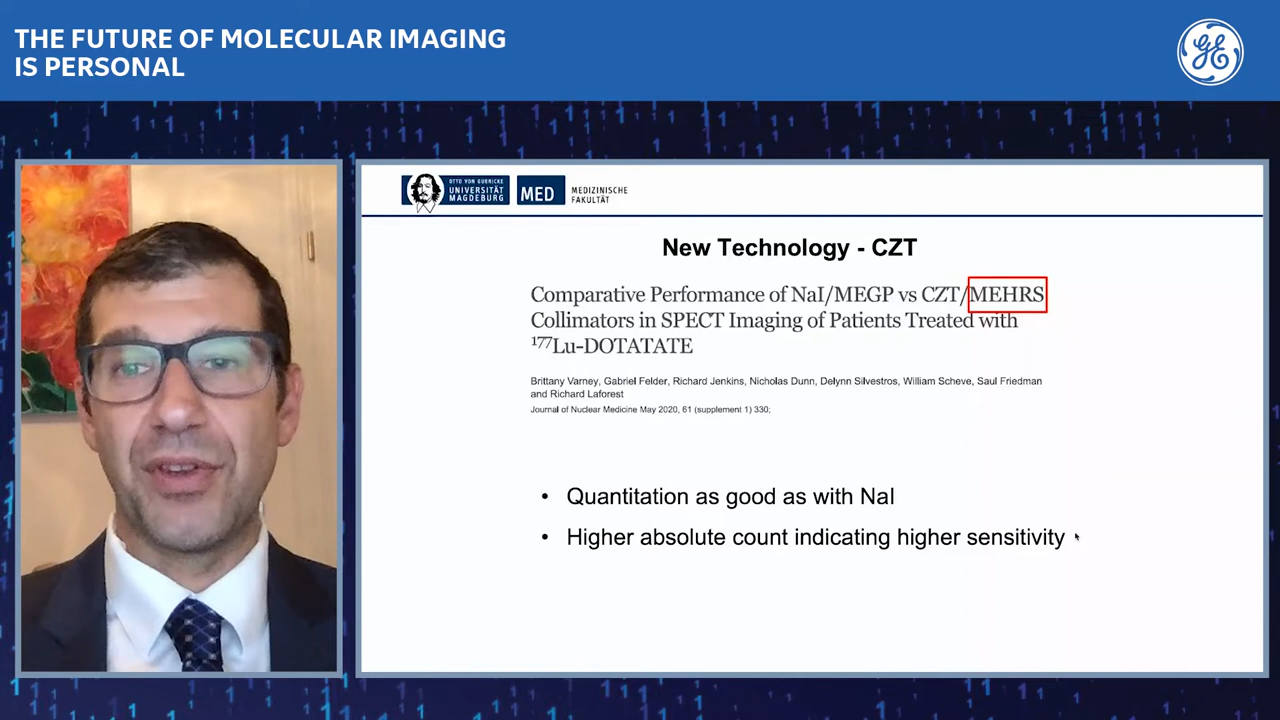 THE FUTURE OF MOLECULAR IMAGING
IS PERSONAL
GE
OTTO VON GUERICKE
UNIVERSITÄT
MAGDEBURG
MED
MEDIZINISCHE
FAKULTÄT
New Technology - CZT
Comparative Performance of NaI/MEGP vs CZT/MEHRS
Collimators in SPECT Imaging of Patients Treated with
¹⁷⁷Lu-DOTATATE
Brittany Varney, Gabriel Felder, Richard Jenkins, Nicholas Dunn, Delynn Silvestros, William Scheve, Saul Friedman
and Richard Laforest
Journal of Nuclear Medicine May 2020, 61 (supplement 1) 330;
• Quantitation as good as with NaI
• Higher absolute count indicating higher sensitivity